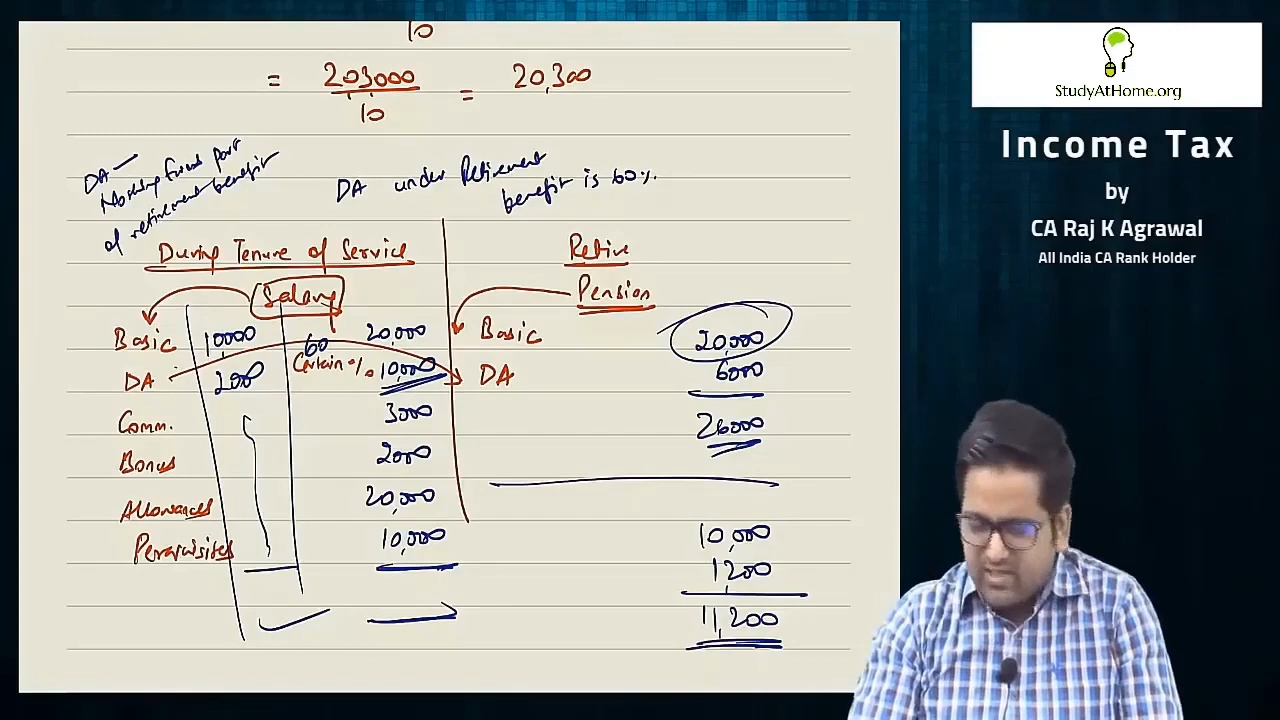 10
= 203000 / 10 = 20,300
DA —
Nothing found part
of retirement benefit
DA under Retirement
benefit is 60%.
During Tenure of Service
Retire
Salary
Pension
Basic 10,000 20,000 Basic 20,000
DA 200 60 Certain % 10,000 DA 6000
Comm. 3000 26000
Bonus 2000
Allowances 20,000
Perquisites 10,000 10,000
1200
11,200
StudyAtHome.org
Income Tax
by
CA Raj K Agrawal
All India CA Rank Holder